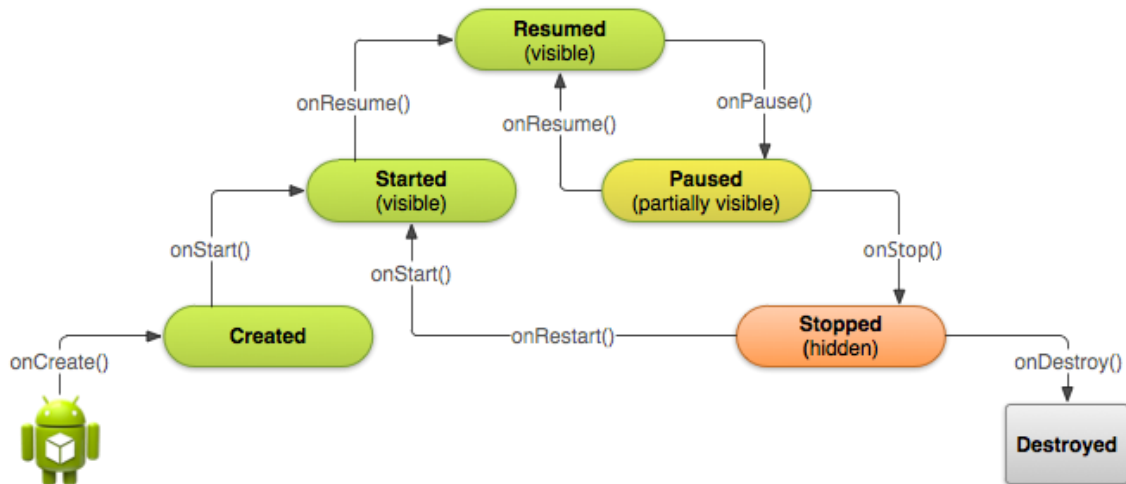 Resumed
(visible)
onResume()
onPause()
onResume()
Started
(visible)
Paused
(partially visible)
onStart()
onStart()
onStop()
Created
onRestart()
Stopped
(hidden)
onCreate()
onDestroy()
Destroyed